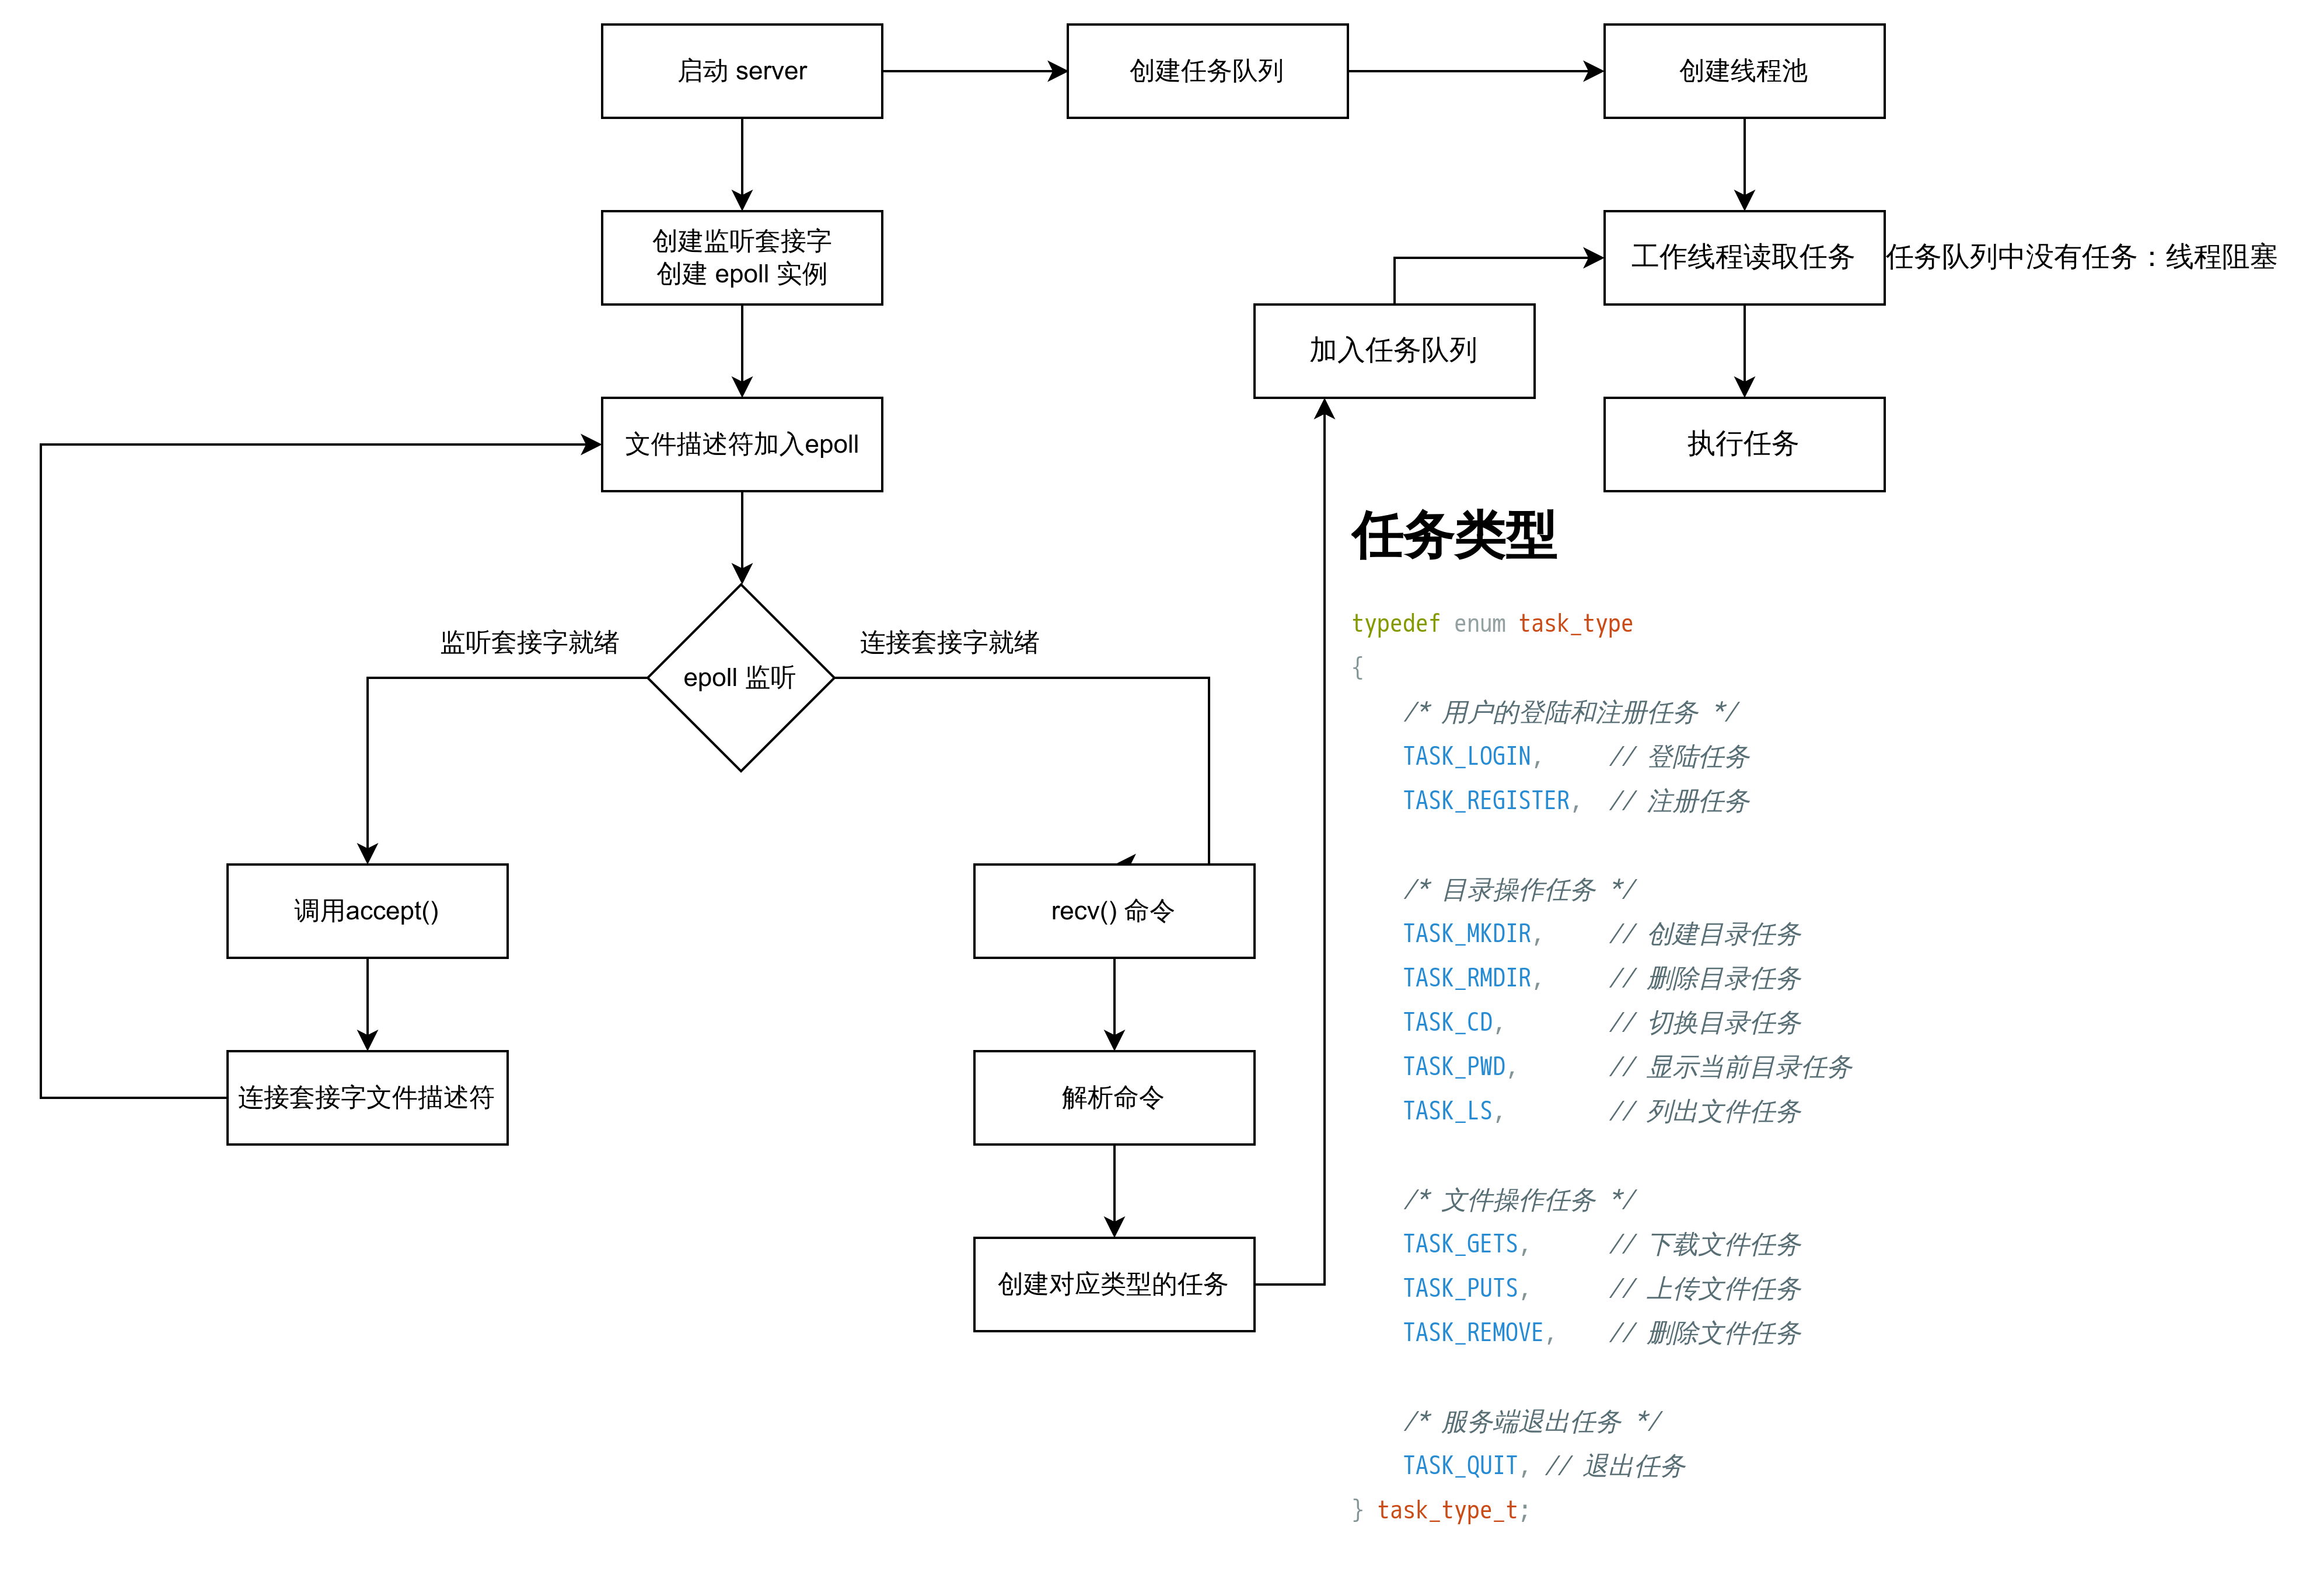 启动 server
创建任务队列
创建线程池
创建监听套接字
创建 epoll 实例
工作线程读取任务
任务队列中没有任务：线程阻塞
加入任务队列
文件描述符加入epoll
执行任务
监听套接字就绪
epoll 监听
连接套接字就绪
调用accept()
recv() 命令
连接套接字文件描述符
解析命令
创建对应类型的任务
任务类型
typedef enum task_type
{
/* 用户的登陆和注册任务 */
TASK_LOGIN, // 登陆任务
TASK_REGISTER, // 注册任务
/* 目录操作任务 */
TASK_MKDIR, // 创建目录任务
TASK_RMDIR, // 删除目录任务
TASK_CD, // 切换目录任务
TASK_PWD, // 显示当前目录任务
TASK_LS, // 列出文件任务
/* 文件操作任务 */
TASK_GETS, // 下载文件任务
TASK_PUTS, // 上传文件任务
TASK_REMOVE, // 删除文件任务
/* 服务端退出任务 */
TASK_QUIT, // 退出任务
} task_type_t;